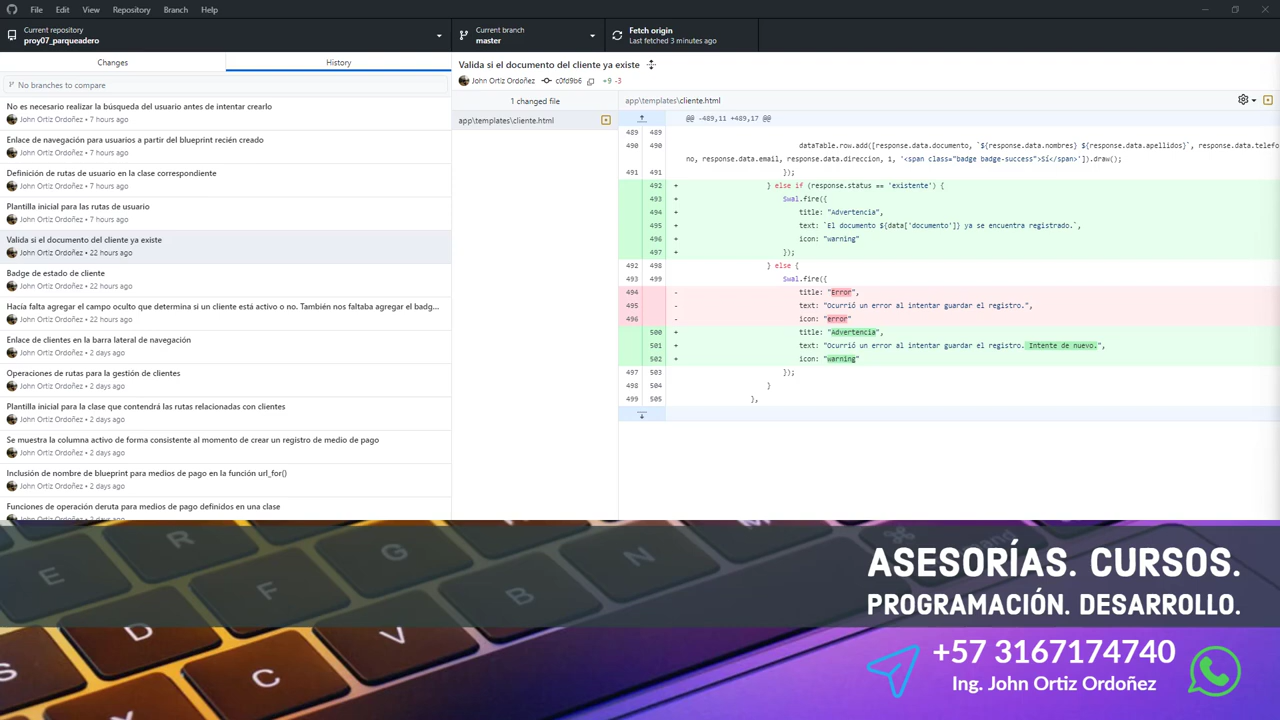 File Edit View Repository Branch Help
Current repository
proy07_parqueadero
Current branch
master
Fetch origin
Last fetched 3 minutes ago
Changes
History
No branches to compare
No es necesario realizar la búsqueda del usuario antes de intentar crearlo
John Ortiz Ordoñez • 7 hours ago
Enlace de navegación para usuarios a partir del blueprint recién creado
John Ortiz Ordoñez • 7 hours ago
Definición de rutas de usuario en la clase correspondiente
John Ortiz Ordoñez • 7 hours ago
Plantilla inicial para las rutas de usuario
John Ortiz Ordoñez • 7 hours ago
Valida si el documento del cliente ya existe
John Ortiz Ordoñez • 22 hours ago
Badge de estado de cliente
John Ortiz Ordoñez • 22 hours ago
Hacía falta agregar el campo oculto que determina si un cliente está activo o no. También nos faltaba agregar el badg...
John Ortiz Ordoñez • 22 hours ago
Enlace de clientes en la barra lateral de navegación
John Ortiz Ordoñez • 2 days ago
Operaciones de rutas para la gestión de clientes
John Ortiz Ordoñez • 2 days ago
Plantilla inicial para la clase que contendrá las rutas relacionadas con clientes
John Ortiz Ordoñez • 2 days ago
Se muestra la columna activo de forma consistente al momento de crear un registro de medio de pago
John Ortiz Ordoñez • 2 days ago
Inclusión de nombre de blueprint para medios de pago en la función url_for()
John Ortiz Ordoñez • 2 days ago
Funciones de operación deruta para medios de pago definidos en una clase
John Ortiz Ordoñez • 2 days ago
Valida si el documento del cliente ya existe
John Ortiz Ordoñez c0fd9b6 +9 -3
1 changed file
app\templates\cliente.html
app\templates\cliente.html
@@ -489,11 +489,17 @@
489 489
490 490 dataTable.row.add([response.data.documento, `${response.data.nombres} ${response.data.apellidos}`, response.data.telefo
no, response.data.email, response.data.direccion, 1, '<span class="badge badge-success">Sí</span>']).draw();
491 491 });
492 + } else if (response.status == 'existente') {
493 + Swal.fire({
494 + title: "Advertencia",
495 + text: `El documento ${data['documento']} ya se encuentra registrado.`,
496 + icon: "warning"
497 + });
492 498 } else {
493 499 Swal.fire({
494 - title: "Error",
495 - text: "Ocurrió un error al intentar guardar el registro.",
496 - icon: "error"
500 + title: "Advertencia",
501 + text: "Ocurrió un error al intentar guardar el registro. Intente de nuevo.",
502 + icon: "warning"
497 503 });
498 504 }
499 505 },
ASESORÍAS. CURSOS.
PROGRAMACIÓN. DESARROLLO.
+57 3167174740
Ing. John Ortiz Ordoñez
E
R
G
N
M
F
B
D
V
C
S